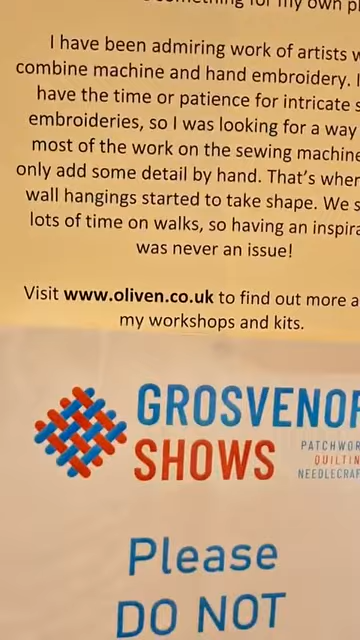 something for my own
I have been admiring work of artists
combine machine and hand embroidery.
have the time or patience for intricate
embroideries, so I was looking for a way
most of the work on the sewing machine
only add some detail by hand. That's
wall hangings started to take shape. We
lots of time on walks, so having an
was never an issue!
Visit www.oliven.co.uk to find out more
my workshops and kits.
GROSVENOR
SHOWS
PATCHWOR
QUILTIN
NEEDLECRAF
Please
DO NOT